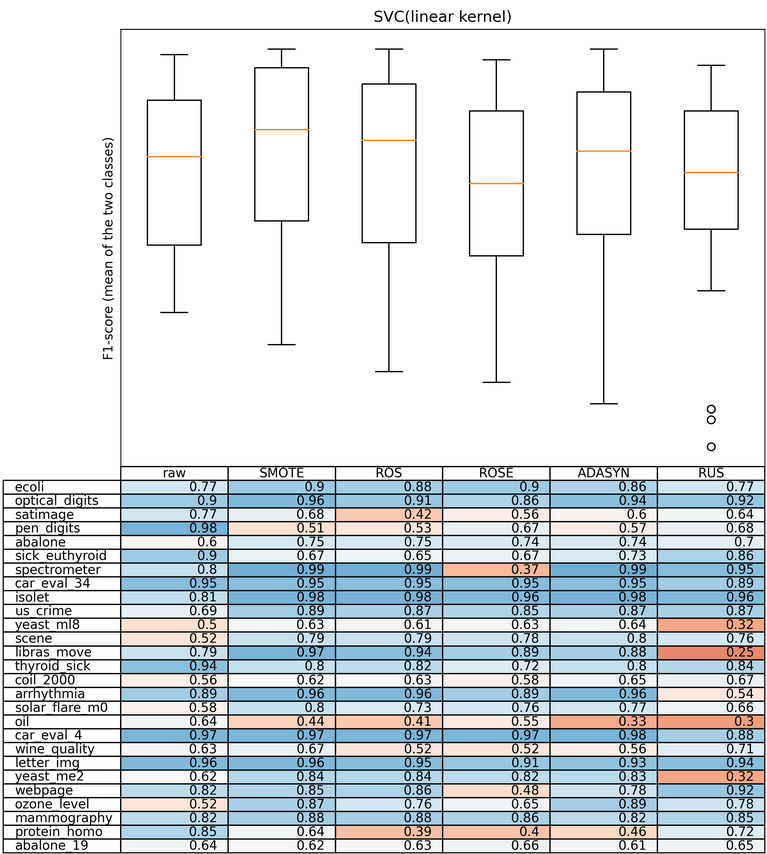 SVC(linear kernel)
F1-score (mean of the two classes)
raw SMOTE ROS ROSE ADASYN RUS
ecoli 0.77 0.9 0.88 0.9 0.86 0.77
optical_digits 0.9 0.96 0.91 0.86 0.94 0.92
satimage 0.77 0.68 0.42 0.56 0.6 0.64
pen_digits 0.98 0.51 0.53 0.67 0.57 0.68
abalone 0.6 0.75 0.75 0.74 0.74 0.7
sick_euthyroid 0.9 0.67 0.65 0.67 0.73 0.86
spectrometer 0.8 0.99 0.99 0.37 0.99 0.95
car_eval_34 0.95 0.95 0.95 0.95 0.95 0.89
isolet 0.81 0.98 0.98 0.96 0.98 0.96
us_crime 0.69 0.89 0.87 0.85 0.87 0.87
yeast_ml8 0.5 0.63 0.61 0.63 0.64 0.32
scene 0.52 0.79 0.79 0.78 0.8 0.76
libras_move 0.79 0.97 0.94 0.89 0.88 0.25
thyroid_sick 0.94 0.8 0.82 0.72 0.8 0.84
coil_2000 0.56 0.62 0.63 0.58 0.65 0.67
arrhythmia 0.89 0.96 0.96 0.89 0.96 0.54
solar_flare_m0 0.58 0.8 0.73 0.76 0.77 0.66
oil 0.64 0.44 0.41 0.55 0.33 0.3
car_eval_4 0.97 0.97 0.97 0.97 0.98 0.88
wine_quality 0.63 0.67 0.52 0.52 0.56 0.71
letter_img 0.96 0.96 0.95 0.91 0.93 0.94
yeast_me2 0.62 0.84 0.84 0.82 0.83 0.32
webpage 0.82 0.85 0.86 0.48 0.78 0.92
ozone_level 0.52 0.87 0.76 0.65 0.89 0.78
mammography 0.82 0.88 0.88 0.86 0.82 0.85
protein_homo 0.85 0.64 0.39 0.4 0.46 0.72
abalone_19 0.64 0.62 0.63 0.66 0.61 0.65